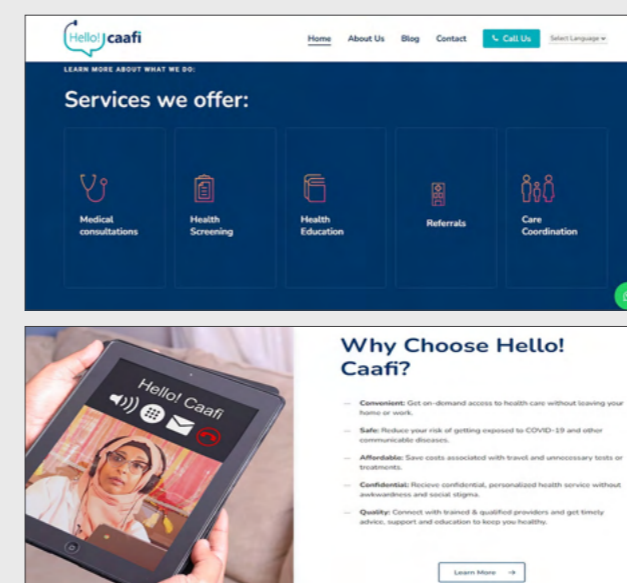 Hello! caafi
Home About Us Blog Contact Call Us Select Language
LEARN MORE ABOUT WHAT WE DO:
Services we offer:
Medical
consultations
Health
Screening
Health
Education
Referrals
Care
Coordination
Hello! Caafi
Why Choose Hello!
Caafi?
— Convenient: Get on-demand access to health care without leaving your
home or work.
— Safe: Reduce your risk of getting exposed to COVID-19 and other
communicable diseases.
— Affordable: Save costs associated with travel and unnecessary tests or
treatments.
— Confidential: Recieve confidential, personalized health service without
awkwardness and social stigma.
— Quality: Connect with trained & qualified providers and get timely
advice, support and education to keep you healthy.
Learn More →